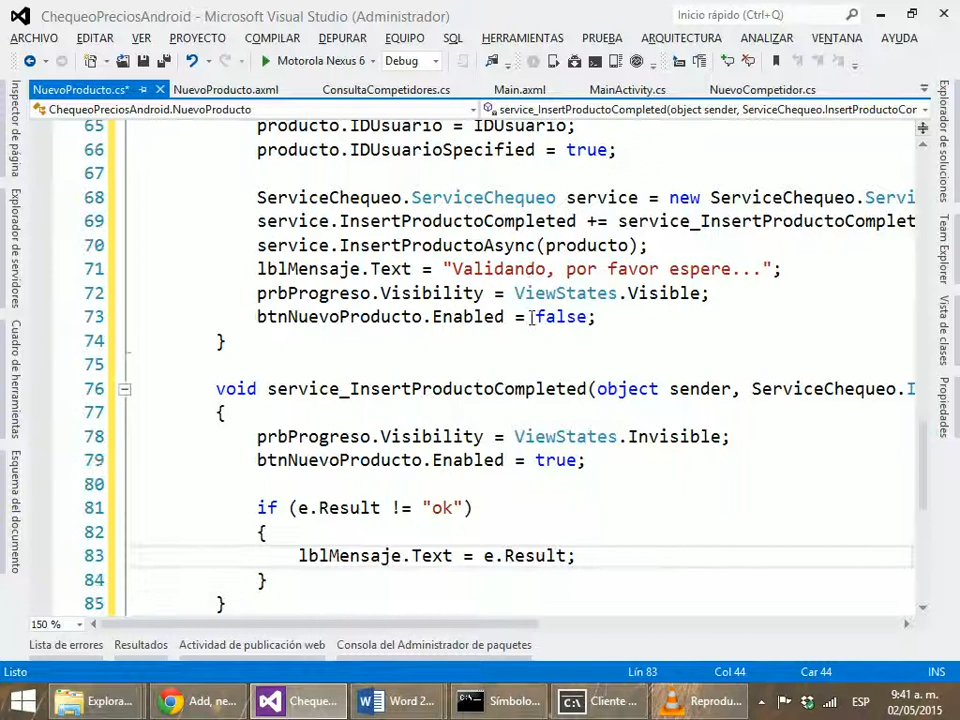 ChequeoPreciosAndroid - Microsoft Visual Studio (Administrador)
Inicio rápido (Ctrl+Q)
ARCHIVO EDITAR VER PROYECTO COMPILAR DEPURAR EQUIPO SQL HERRAMIENTAS PRUEBA ARQUITECTURA ANALIZAR VENTANA AYUDA
Motorola Nexus 6 Debug
NuevoProducto.cs* NuevoProducto.axml ConsultaCompetidores.cs Main.axml MainActivity.cs NuevoCompetidor.cs
ChequeoPreciosAndroid.NuevoProducto service_InsertProductoCompleted(object sender, ServiceChequeo.InsertProductoCor
65 producto.IDUsuario = IDUsuario;
66 producto.IDUsuarioSpecified = true;
67
68 ServiceChequeo.ServiceChequeo service = new ServiceChequeo.Servi
69 service.InsertProductoCompleted += service_InsertProductoComplet
70 service.InsertProductoAsync(producto);
71 lblMensaje.Text = "Validando, por favor espere...";
72 prbProgreso.Visibility = ViewStates.Visible;
73 btnNuevoProducto.Enabled = false;
74 }
75
76 void service_InsertProductoCompleted(object sender, ServiceChequeo.I
77 {
78 prbProgreso.Visibility = ViewStates.Invisible;
79 btnNuevoProducto.Enabled = true;
80
81 if (e.Result != "ok")
82 {
83 lblMensaje.Text = e.Result;
84 }
85 }
Inspector de página
Explorador de servidores
Cuadro de herramientas
Esquema del documento
Explorador de soluciones
Team Explorer
Vista de clases
Propiedades
150 %
Lista de errores Resultados Actividad de publicación web Consola del Administrador de paquetes
Listo Lín 83 Col 44 Car 44 INS
Explora... Add, ne... Cheque... Word 2... Símbolo... Cliente ... Reprodu... ESP
9:41 a. m.
02/05/2015